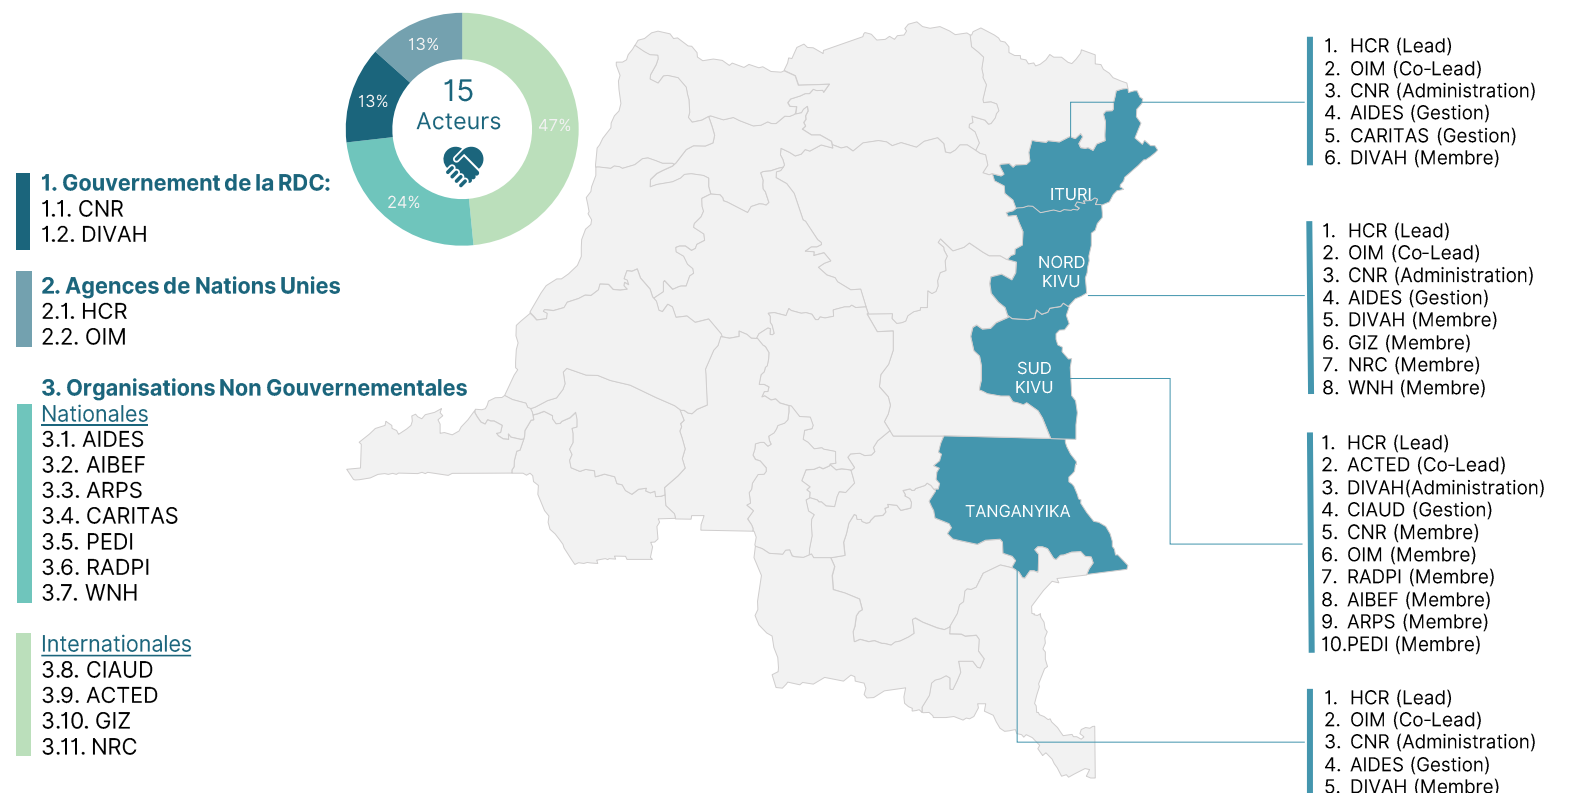 13%
13%
24%
47%
15
Acteurs
1. Gouvernement de la RDC:
1.1. CNR
1.2. DIVAH
2. Agences de Nations Unies
2.1. HCR
2.2. OIM
3. Organisations Non Gouvernementales
Nationales
3.1. AIDES
3.2. AIBEF
3.3. ARPS
3.4. CARITAS
3.5. PEDI
3.6. RADPI
3.7. WNH
Internationales
3.8. CIAUD
3.9. ACTED
3.10. GIZ
3.11. NRC
ITURI
NORD
KIVU
SUD
KIVU
TANGANYIKA
1. HCR (Lead)
2. OIM (Co-Lead)
3. CNR (Administration)
4. AIDES (Gestion)
5. CARITAS (Gestion)
6. DIVAH (Membre)
1. HCR (Lead)
2. OIM (Co-Lead)
3. CNR (Administration)
4. AIDES (Gestion)
5. DIVAH (Membre)
6. GIZ (Membre)
7. NRC (Membre)
8. WNH (Membre)
1. HCR (Lead)
2. ACTED (Co-Lead)
3. DIVAH(Administration)
4. CIAUD (Gestion)
5. CNR (Membre)
6. OIM (Membre)
7. RADPI (Membre)
8. AIBEF (Membre)
9. ARPS (Membre)
10.PEDI (Membre)
1. HCR (Lead)
2. OIM (Co-Lead)
3. CNR (Administration)
4. AIDES (Gestion)
5. DIVAH (Membre)